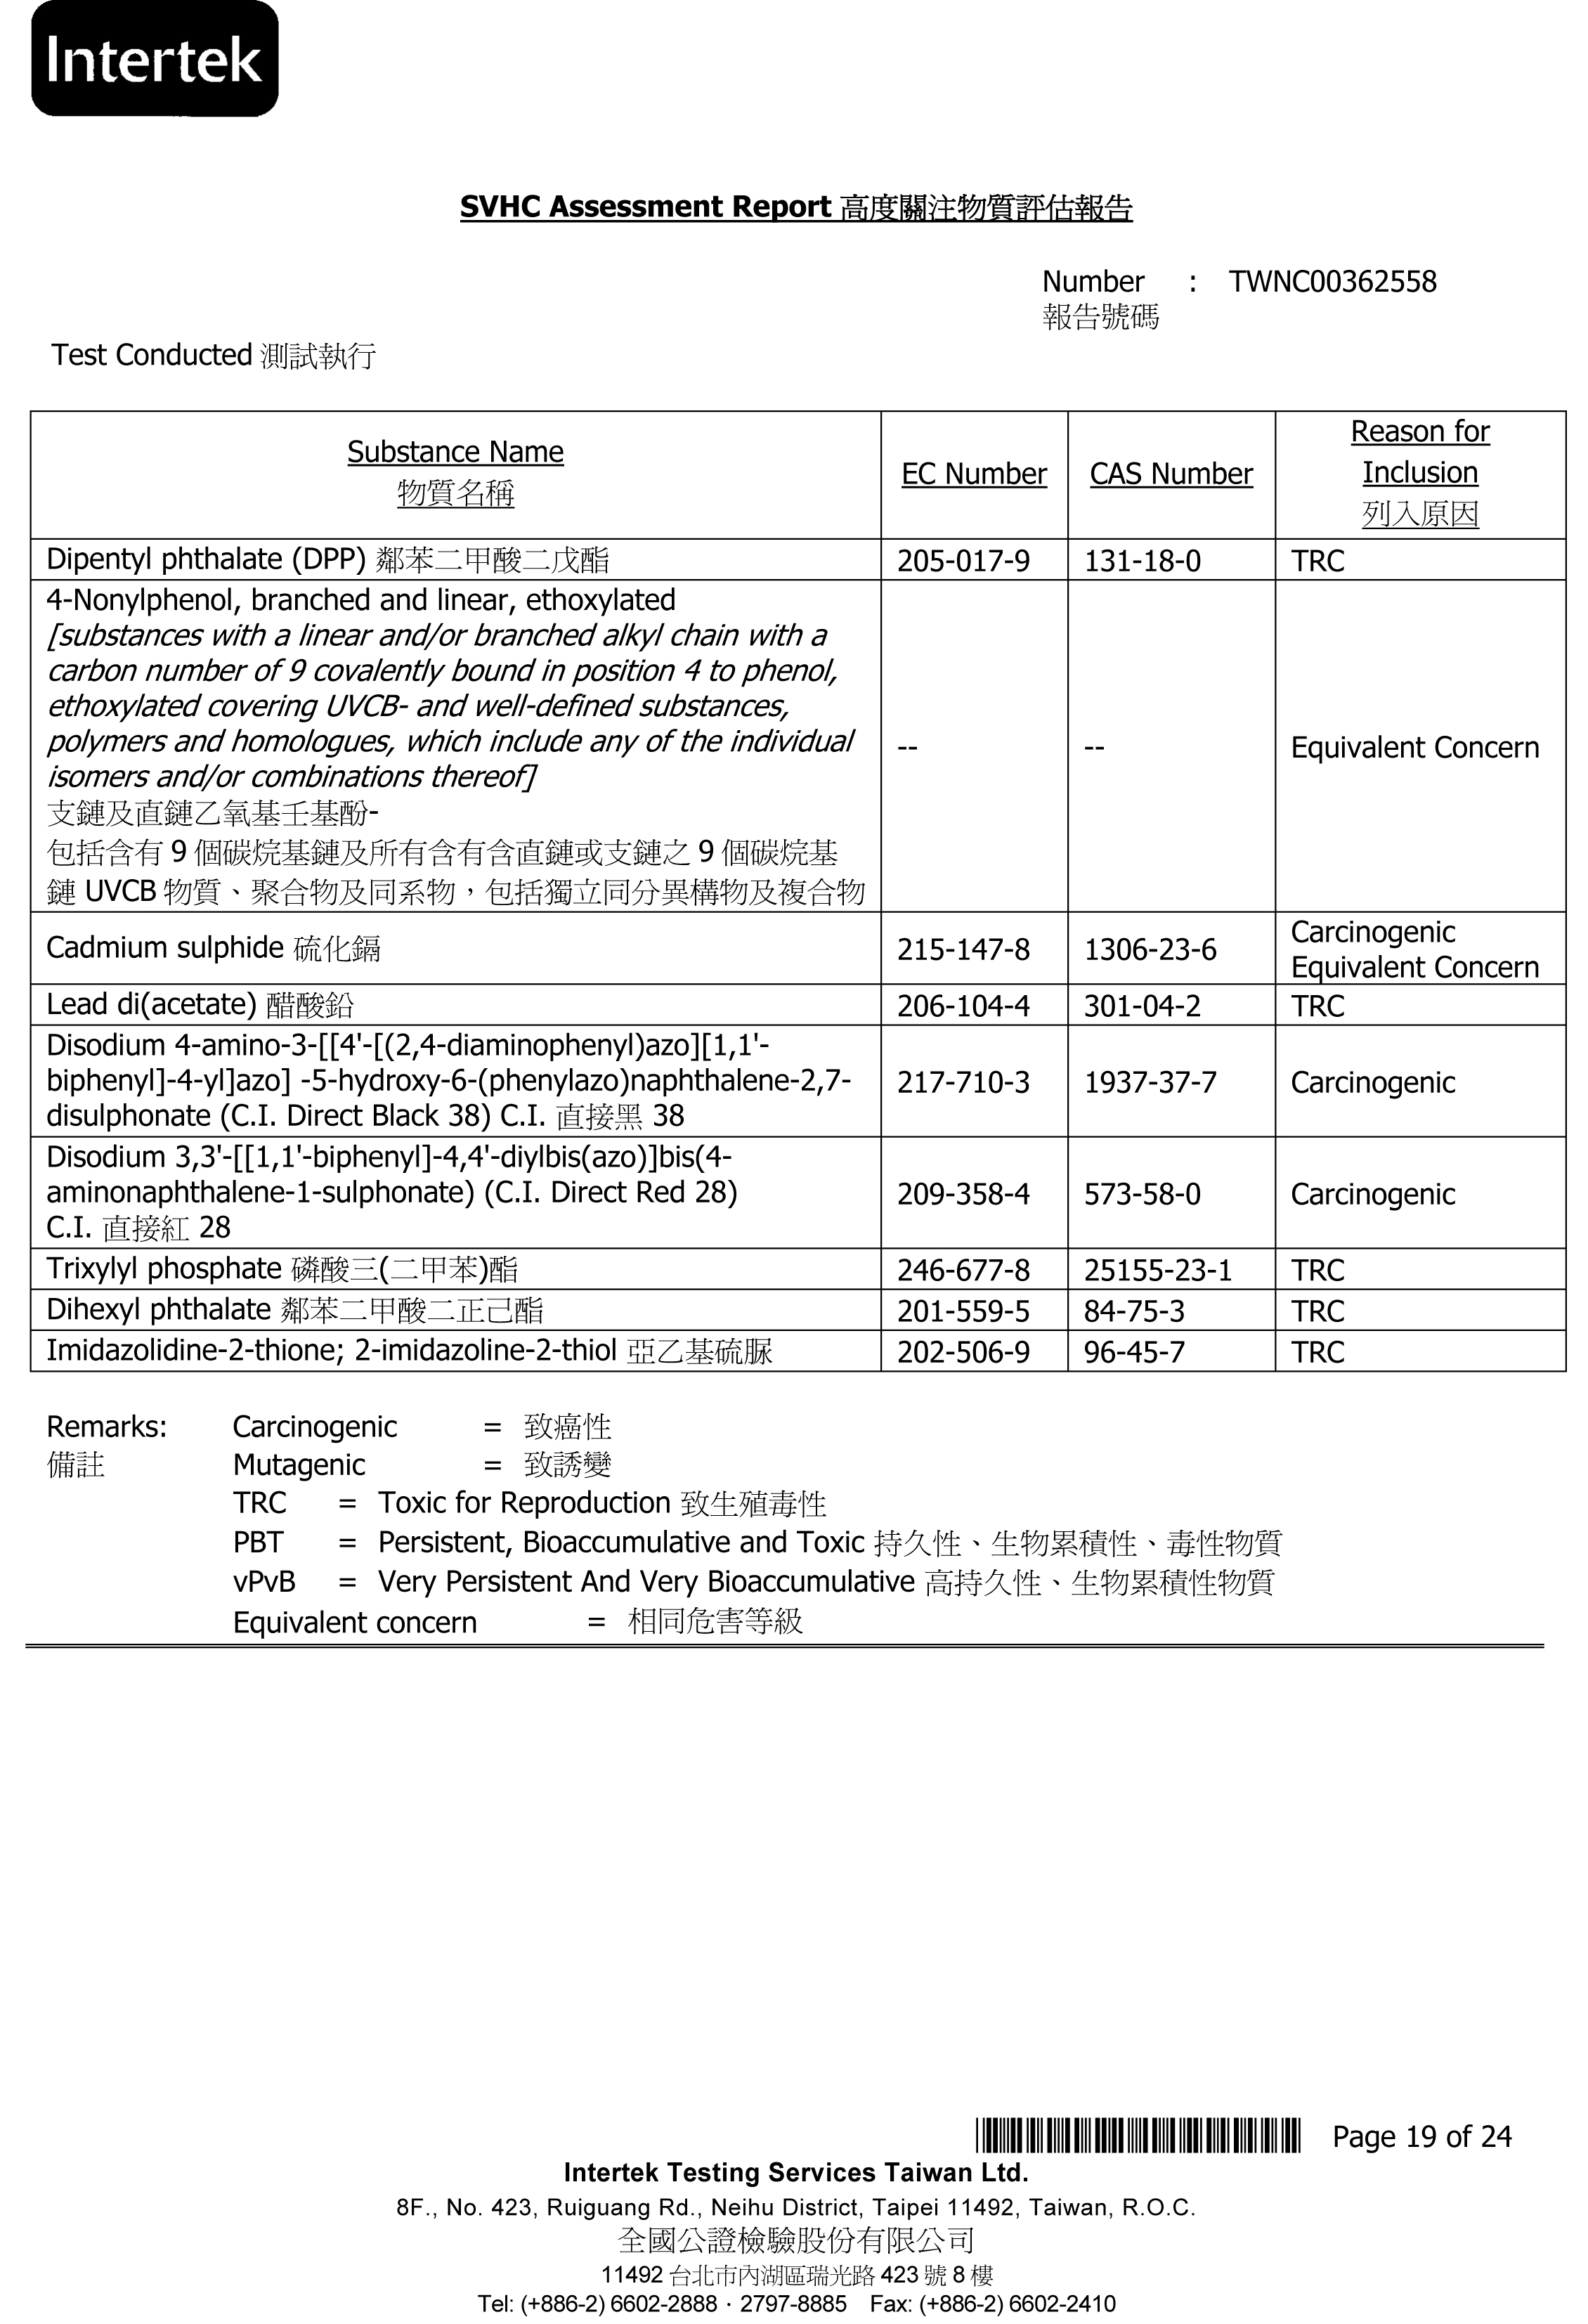 Intertek
SVHC Assessment Report 高度關注物質評估報告
Number : TWNC00362558
報告號碼
Test Conducted 測試執行
Substance Name
物質名稱
EC Number
CAS Number
Reason for
Inclusion
列入原因
Dipentyl phthalate (DPP) 鄰苯二甲酸二戊酯 205-017-9 131-18-0 TRC
4-Nonylphenol, branched and linear, ethoxylated
[substances with a linear and/or branched alkyl chain with a
carbon number of 9 covalently bound in position 4 to phenol,
ethoxylated covering UVCB- and well-defined substances,
polymers and homologues, which include any of the individual
isomers and/or combinations thereof]
支鏈及直鏈乙氧基壬基酚-
包括含有 9 個碳烷基鏈及所有含有含直鏈或支鏈之 9 個碳烷基
鏈 UVCB 物質、聚合物及同系物，包括獨立同分異構物及複合物
-- -- Equivalent Concern
Cadmium sulphide 硫化鎘 215-147-8 1306-23-6 Carcinogenic
Equivalent Concern
Lead di(acetate) 醋酸鉛 206-104-4 301-04-2 TRC
Disodium 4-amino-3-[[4'-[(2,4-diaminophenyl)azo][1,1'-
biphenyl]-4-yl]azo] -5-hydroxy-6-(phenylazo)naphthalene-2,7-
disulphonate (C.I. Direct Black 38) C.I. 直接黑 38
217-710-3 1937-37-7 Carcinogenic
Disodium 3,3'-[[1,1'-biphenyl]-4,4'-diylbis(azo)]bis(4-
aminonaphthalene-1-sulphonate) (C.I. Direct Red 28)
C.I. 直接紅 28
209-358-4 573-58-0 Carcinogenic
Trixylyl phosphate 磷酸三(二甲苯)酯 246-677-8 25155-23-1 TRC
Dihexyl phthalate 鄰苯二甲酸二正己酯 201-559-5 84-75-3 TRC
Imidazolidine-2-thione; 2-imidazoline-2-thiol 亞乙基硫脲 202-506-9 96-45-7 TRC
Remarks: Carcinogenic = 致癌性
備註 Mutagenic = 致誘變
TRC = Toxic for Reproduction 致生殖毒性
PBT = Persistent, Bioaccumulative and Toxic 持久性、生物累積性、毒性物質
vPvB = Very Persistent And Very Bioaccumulative 高持久性、生物累積性物質
Equivalent concern = 相同危害等級
Page 19 of 24
Intertek Testing Services Taiwan Ltd.
8F., No. 423, Ruiguang Rd., Neihu District, Taipei 11492, Taiwan, R.O.C.
全國公證檢驗股份有限公司
11492 台北市內湖區瑞光路 423 號 8 樓
Tel: (+886-2) 6602-2888 · 2797-8885 Fax: (+886-2) 6602-2410